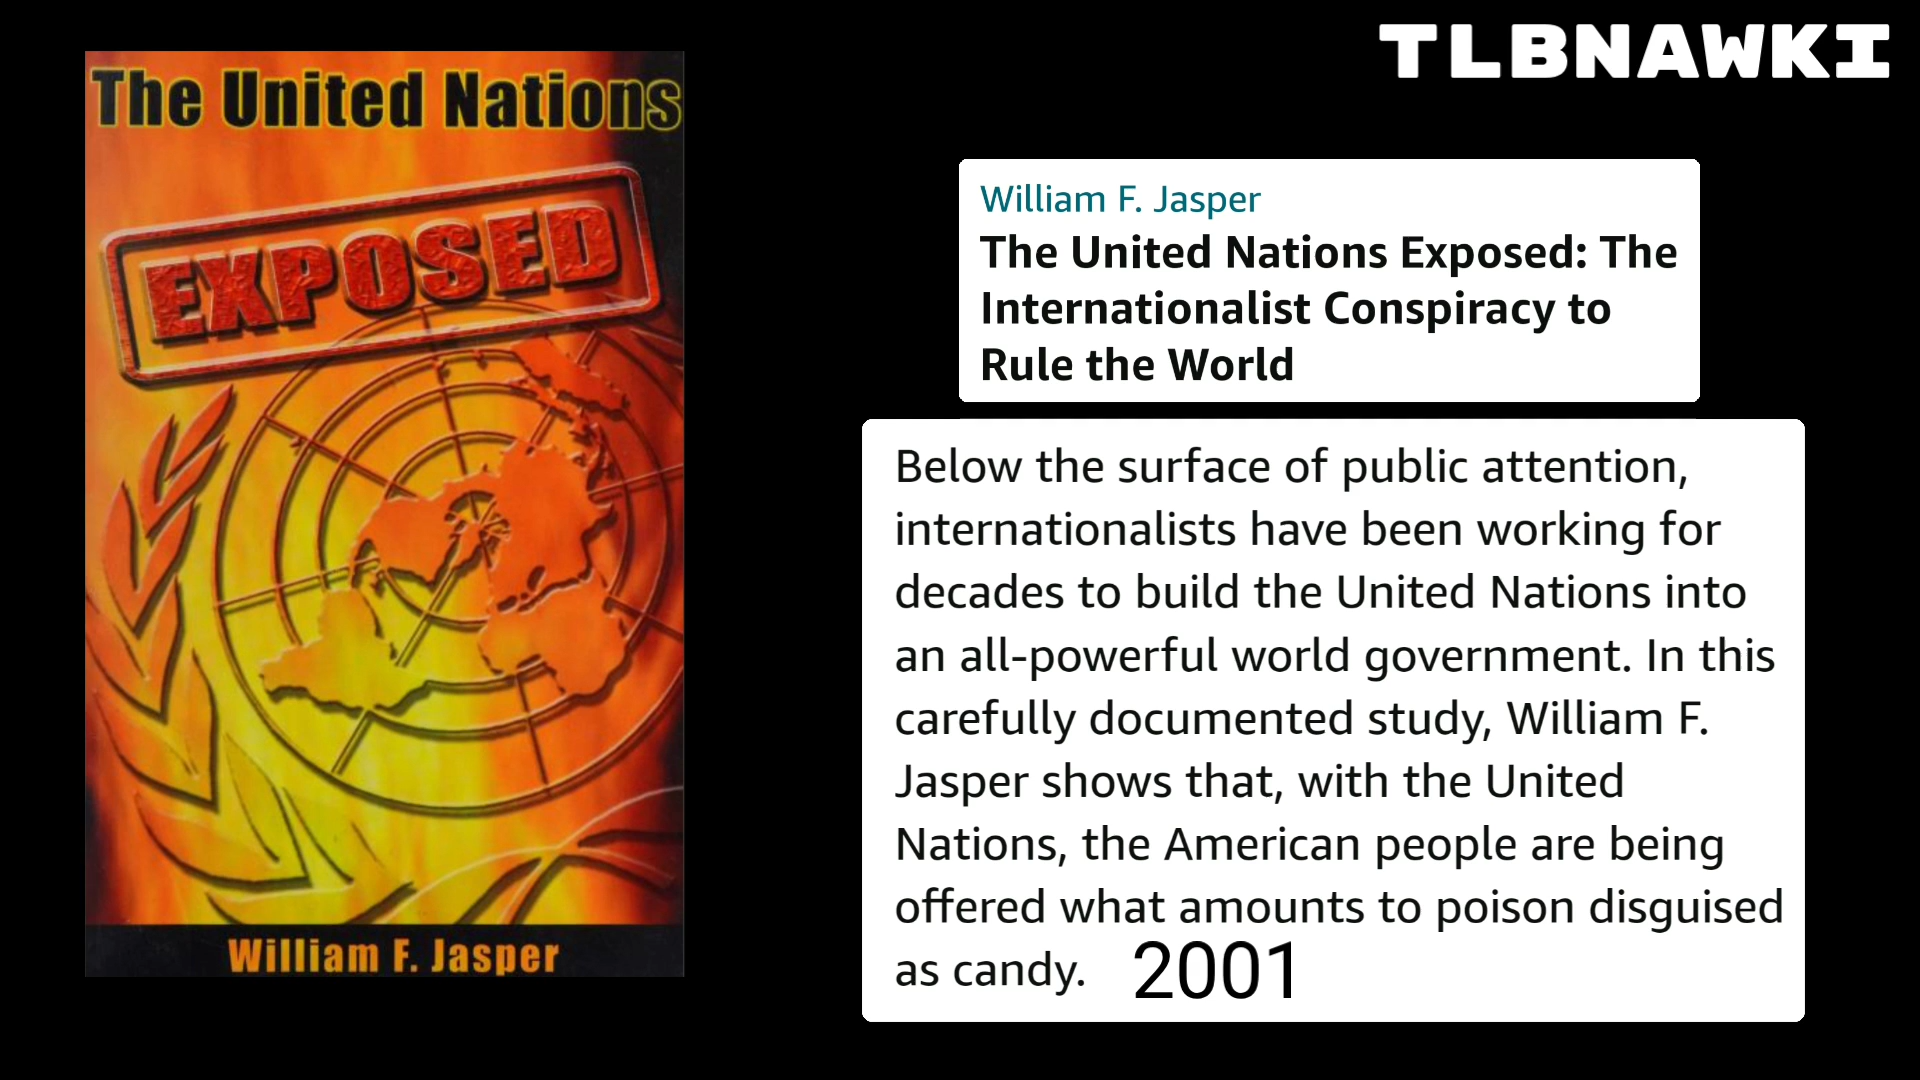 The United Nations
EXPOSED
William F. Jasper
TLBNAWKI
William F. Jasper
The United Nations Exposed: The
Internationalist Conspiracy to
Rule the World
Below the surface of public attention,
internationalists have been working for
decades to build the United Nations into
an all-powerful world government. In this
carefully documented study, William F.
Jasper shows that, with the United
Nations, the American people are being
offered what amounts to poison disguised
as candy. 2001